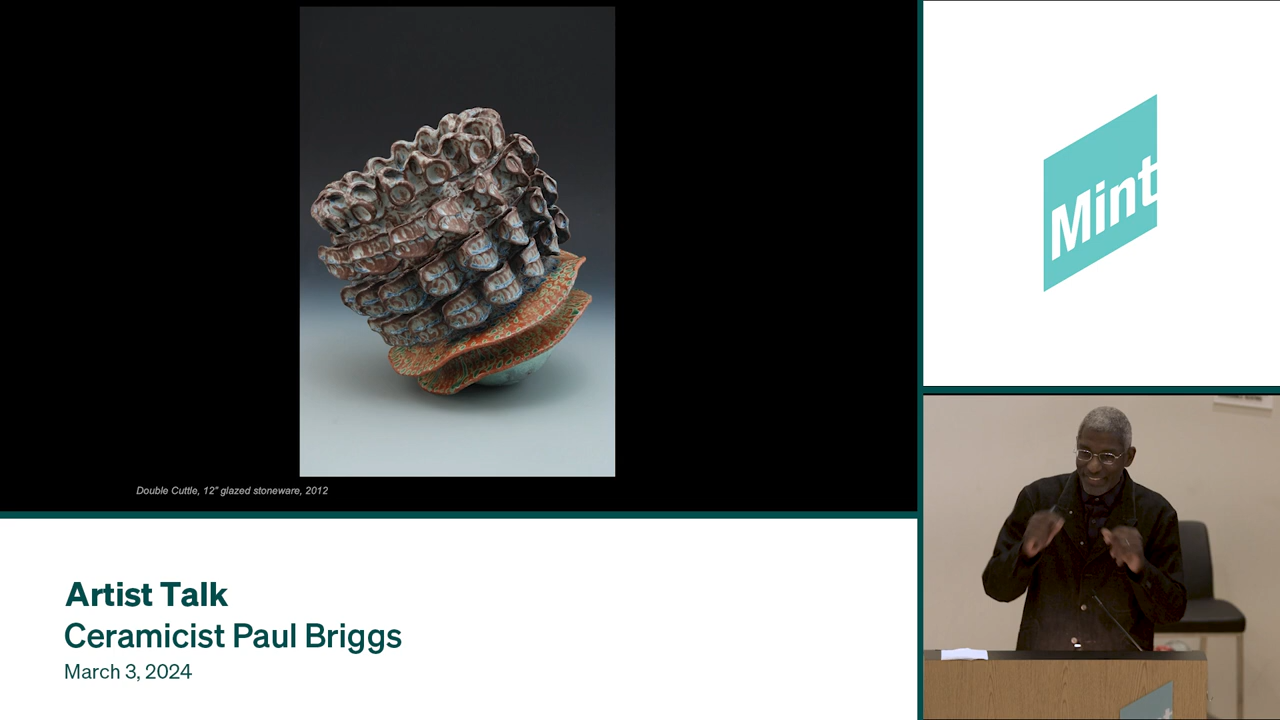 Double Cuttle, 12" glazed stoneware, 2012
Artist Talk
Ceramicist Paul Briggs
March 3, 2024
Mint